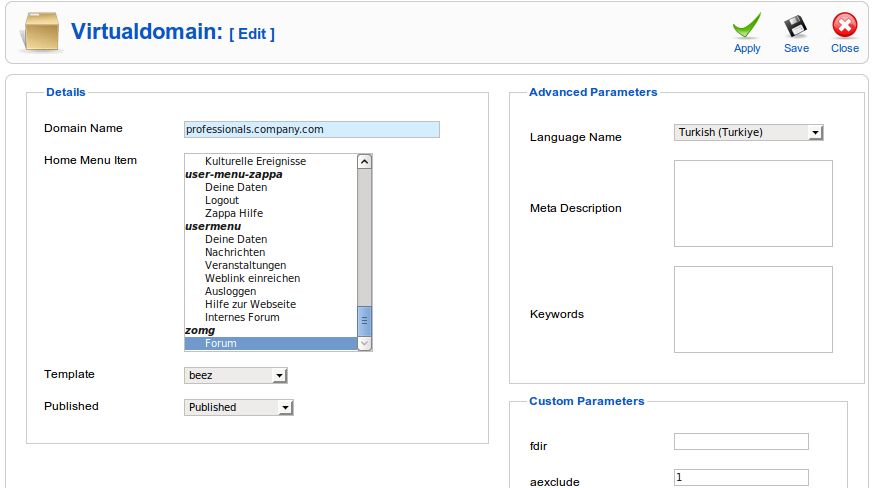 Virtualdomain: [ Edit ]
Apply
Save
Close
Details
Domain Name
professionals.company.com
Home Menu Item
Kulturelle Ereignisse
user-menu-zappa
Deine Daten
Logout
Zappa Hilfe
usermenu
Deine Daten
Nachrichten
Veranstaltungen
Weblink einreichen
Ausloggen
Hilfe zur Webseite
Internes Forum
zomg
Forum
Template
beez
Published
Published
Advanced Parameters
Language Name
Turkish (Turkiye)
Meta Description
Keywords
Custom Parameters
fdir
aexclude
1